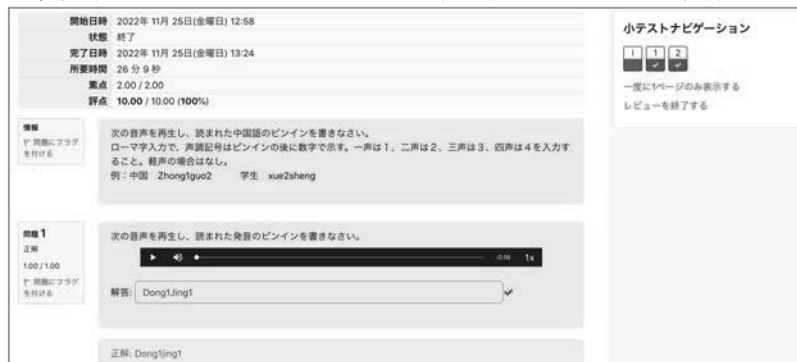 開始日時 2022年 11月 25日(金曜日) 12:58
状態 終了
完了日時 2022年 11月 25日(金曜日) 13:24
所要時間 26 分 9 秒
素点 2.00 / 2.00
評点 10.00 / 10.00 (100%)
小テストナビゲーション
i 1 2
一度に1ページのみ表示する
レビューを終了する
情報
問題にフラグ
を付ける
次の音声を再生し、読まれた中国語のピンインを書きなさい。
ローマ字入力で、声調記号はピンインの後に数字で示す。一声は１、二声は２、三声は３、四声は４を入力す
ること。軽声の場合はなし。
例：中国 Zhong1guo2 学生 xue2sheng
問題 1
正解
1.00 / 1.00
問題にフラグ
を付ける
次の音声を再生し、読まれた発音のピンインを書きなさい。
1x
解答: Dong1Jing1
正解: Dong1jing1